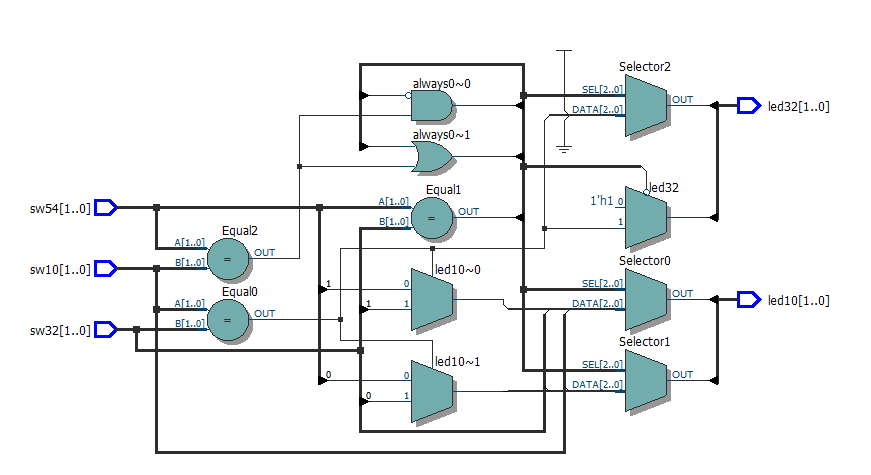 Selector2
always0~0
SEL[2..0]
OUT
DATA[2..0]
led32[1..0]
always0~1
led32
Equal1
sw54[1..0]
A[1..0]
B[1..0]
=
OUT
1'h1
0
1
Equal2
A[1..0]
B[1..0]
=
OUT
sw10[1..0]
led10~0
1
0
1
1
Selector0
SEL[2..0]
DATA[2..0]
OUT
led10[1..0]
Equal0
A[1..0]
B[1..0]
=
OUT
sw32[1..0]
led10~1
0
0
0
1
Selector1
SEL[2..0]
DATA[2..0]
OUT